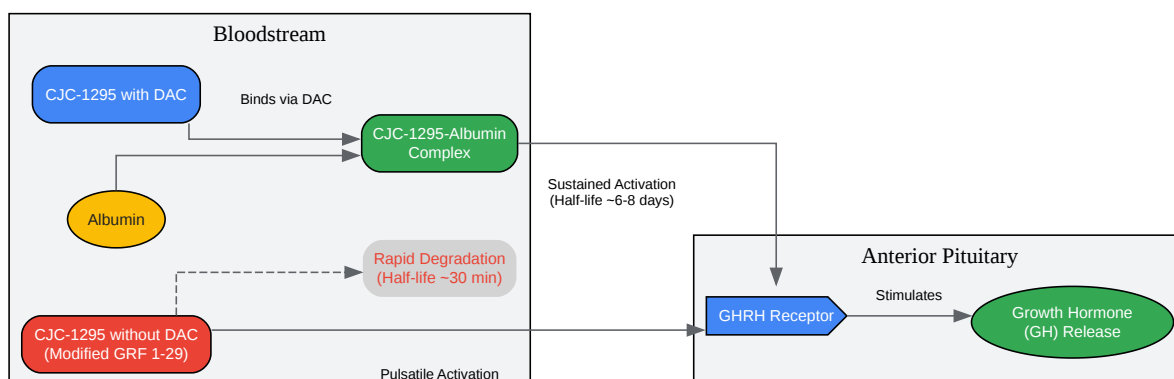 Bloodstream
CJC-1295 with DAC
Binds via DAC
CJC-1295-Albumin
Complex
Albumin
Sustained Activation
(Half-life ~6-8 days)
Rapid Degradation
(Half-life ~30 min)
Anterior Pituitary
GHRH Receptor
Stimulates
Growth Hormone
(GH) Release
CJC-1295 without DAC
(Modified GRF 1-29)
Pulsatile Activation